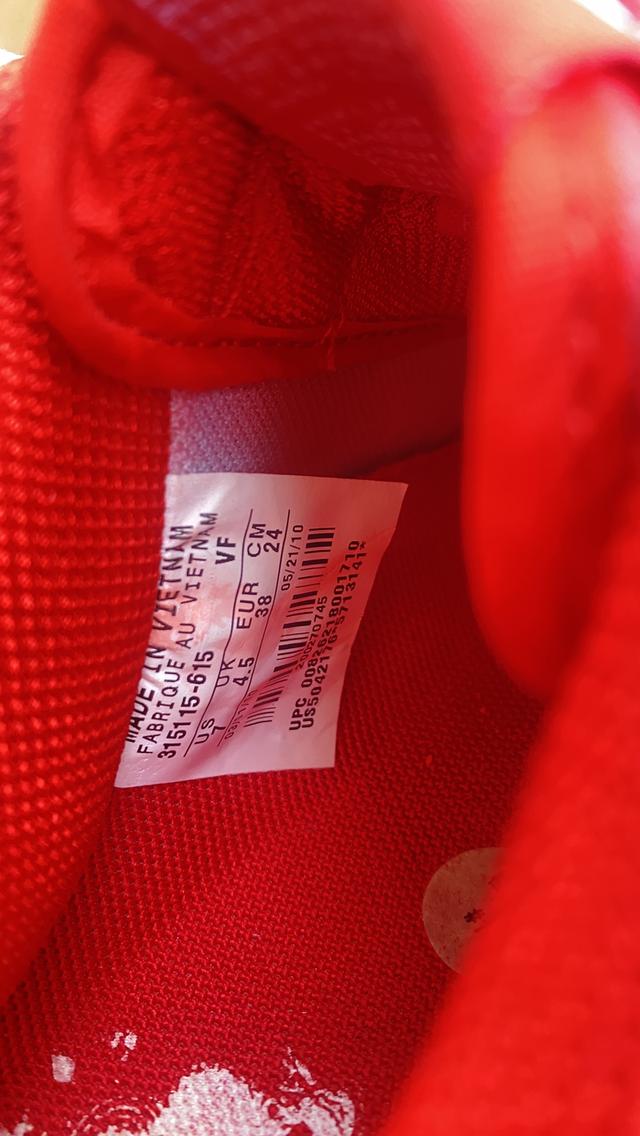 MADE IN VIETNAM
FABRIQUE AU VIETNAM
315115-615 VF
US UK EUR CM
7 4.5 38 24
05/21/10
200270745
UPC 00826218001710